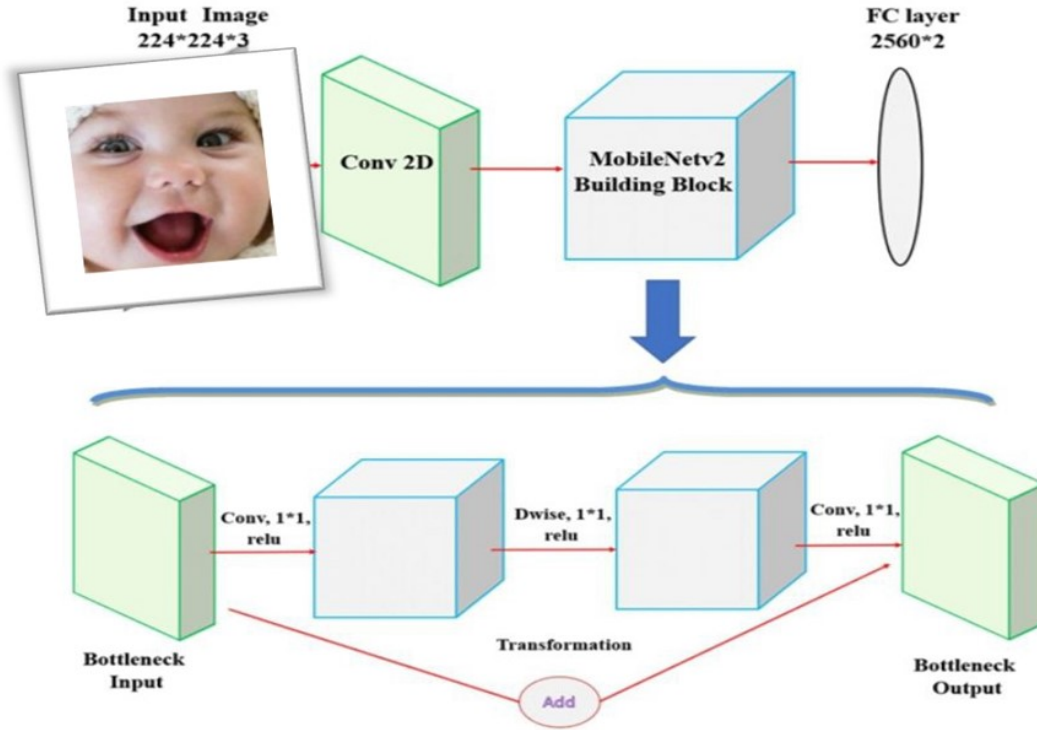 Input Image
224*224*3
FC layer
2560*2
Conv 2D
MobileNetv2
Building Block
Conv, 1*1,
relu
Dwise, 1*1,
relu
Conv, 1*1,
relu
Bottleneck
Input
Transformation
Add
Bottleneck
Output